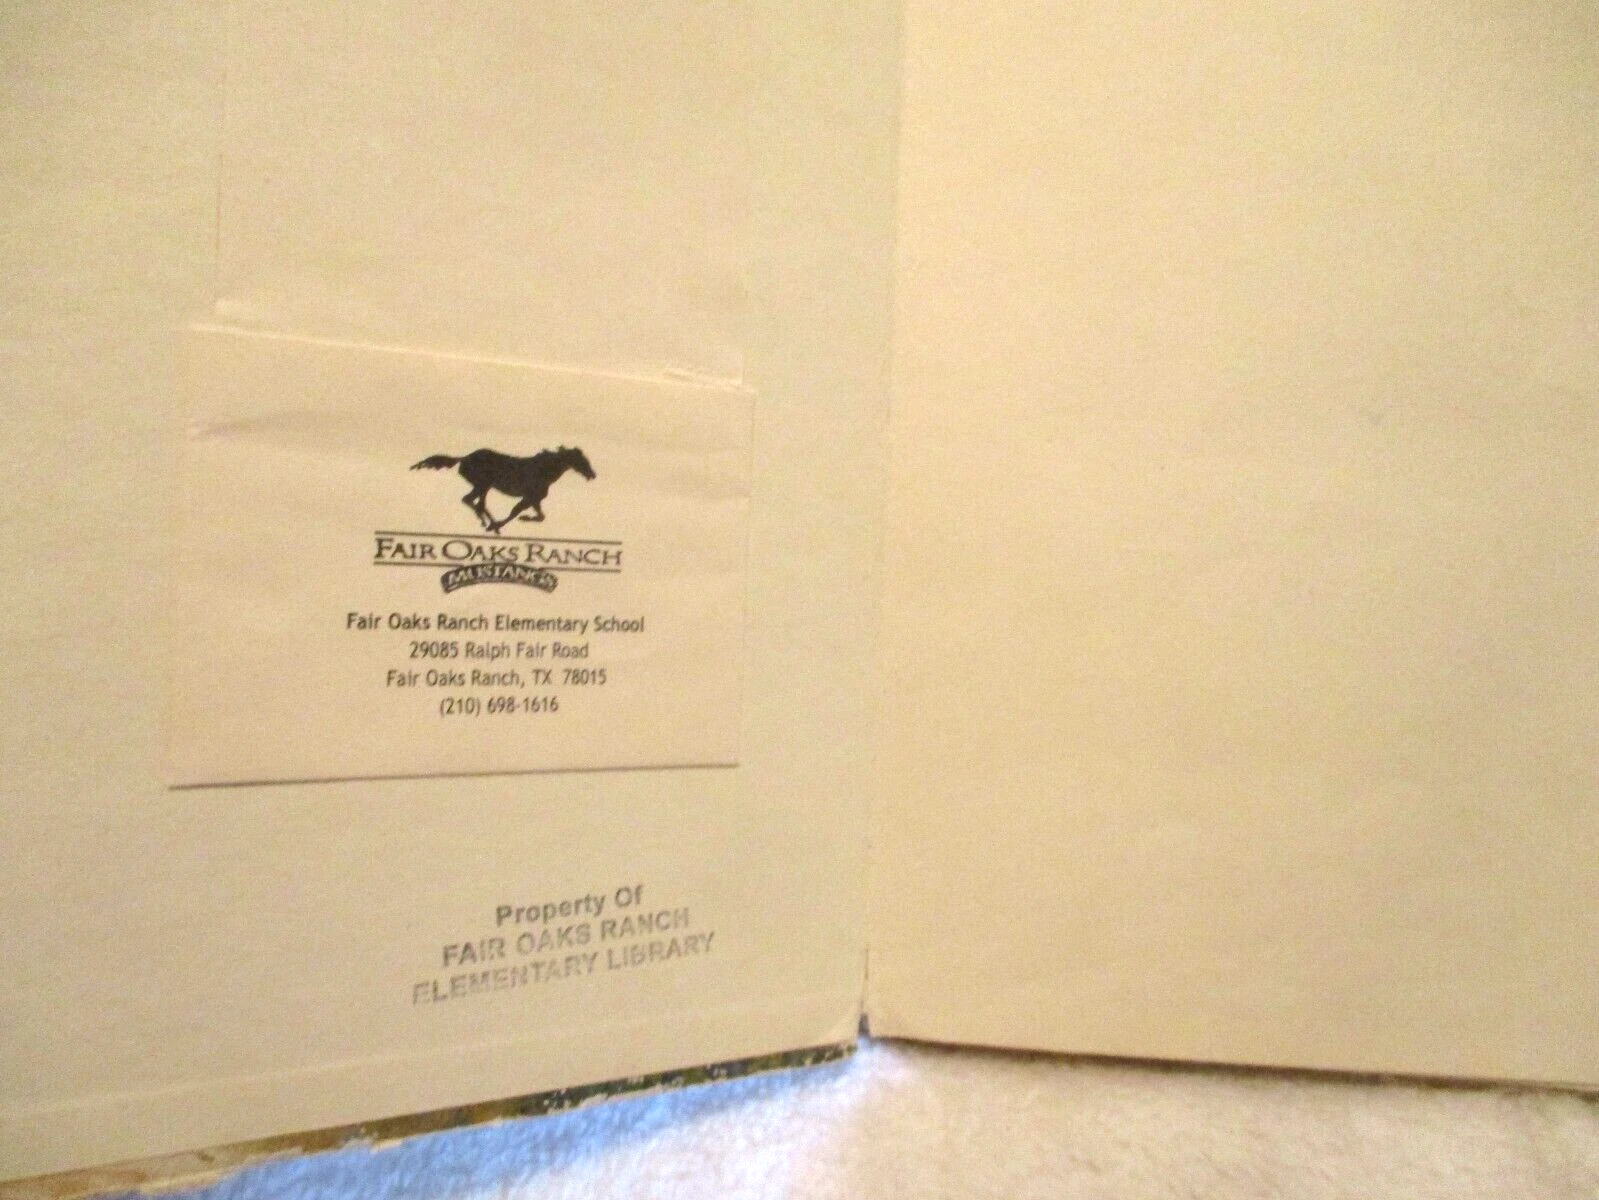 FAIR OAKS RANCH
MUSTANGS
Fair Oaks Ranch Elementary School
29085 Ralph Fair Road
Fair Oaks Ranch, TX 78015
(210) 698-1616
Property Of
FAIR OAKS RANCH
ELEMENTARY LIBRARY